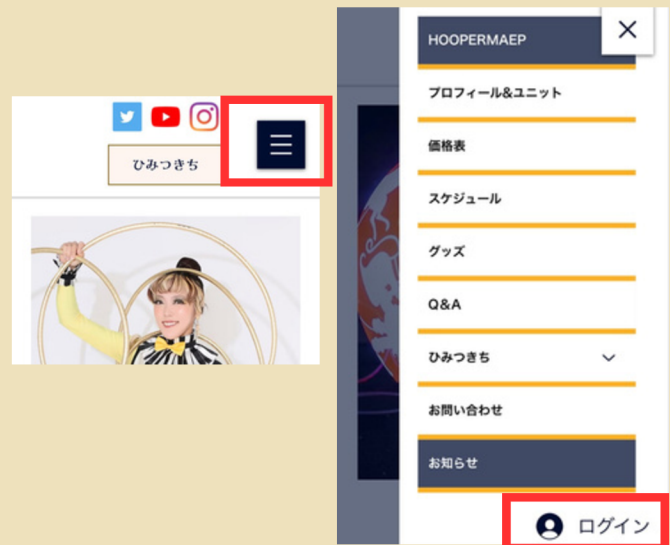 ひみつきち
HOOPERMAEP
プロフィール&ユニット
価格表
スケジュール
グッズ
Q&A
ひみつきち
お問い合わせ
お知らせ
ログイン